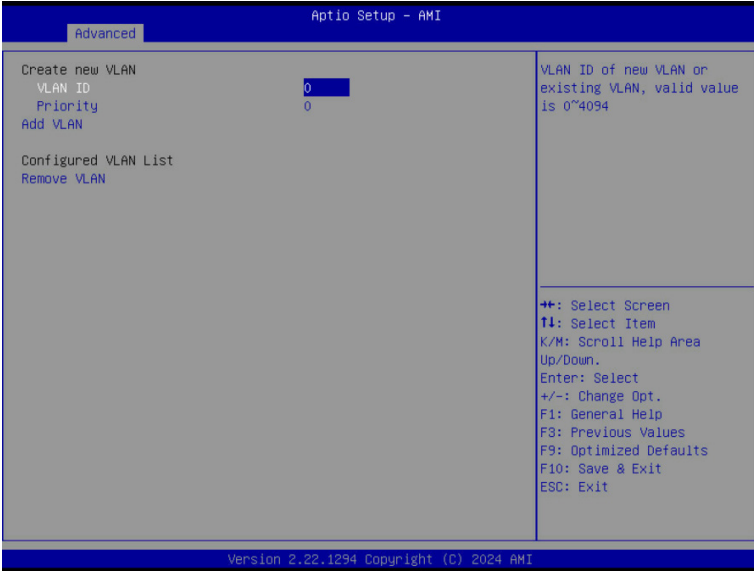 Aptio Setup – AMI
Advanced
Create new VLAN
VLAN ID 0
Priority 0
Add VLAN
Configured VLAN List
Remove VLAN
VLAN ID of new VLAN or
existing VLAN, valid value
is 0~4094
→←: Select Screen
↑↓: Select Item
K/M: Scroll Help Area
Up/Down.
Enter: Select
+/-: Change Opt.
F1: General Help
F3: Previous Values
F9: Optimized Defaults
F10: Save & Exit
ESC: Exit
Version 2.22.1294 Copyright (C) 2024 AMI